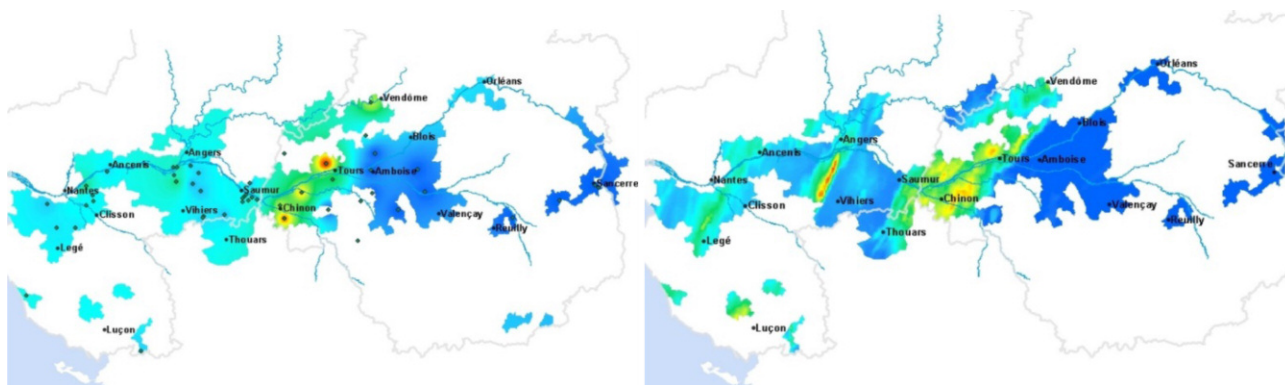 Orléans
Vendôme
Blois
Angers
Ancenis
Tours
Amboise
Nantes
Saumur
Sancerre
Clisson
Vihiers
Chinon
Valençay
Reuilly
Thouars
Legé
Luçon
Orléans
Vendôme
Blois
Angers
Ancenis
Tours
Amboise
Sancerre
Nantes
Saumur
Clisson
Vihiers
Chinon
Valençay
Reuilly
Thouars
Legé
Luçon